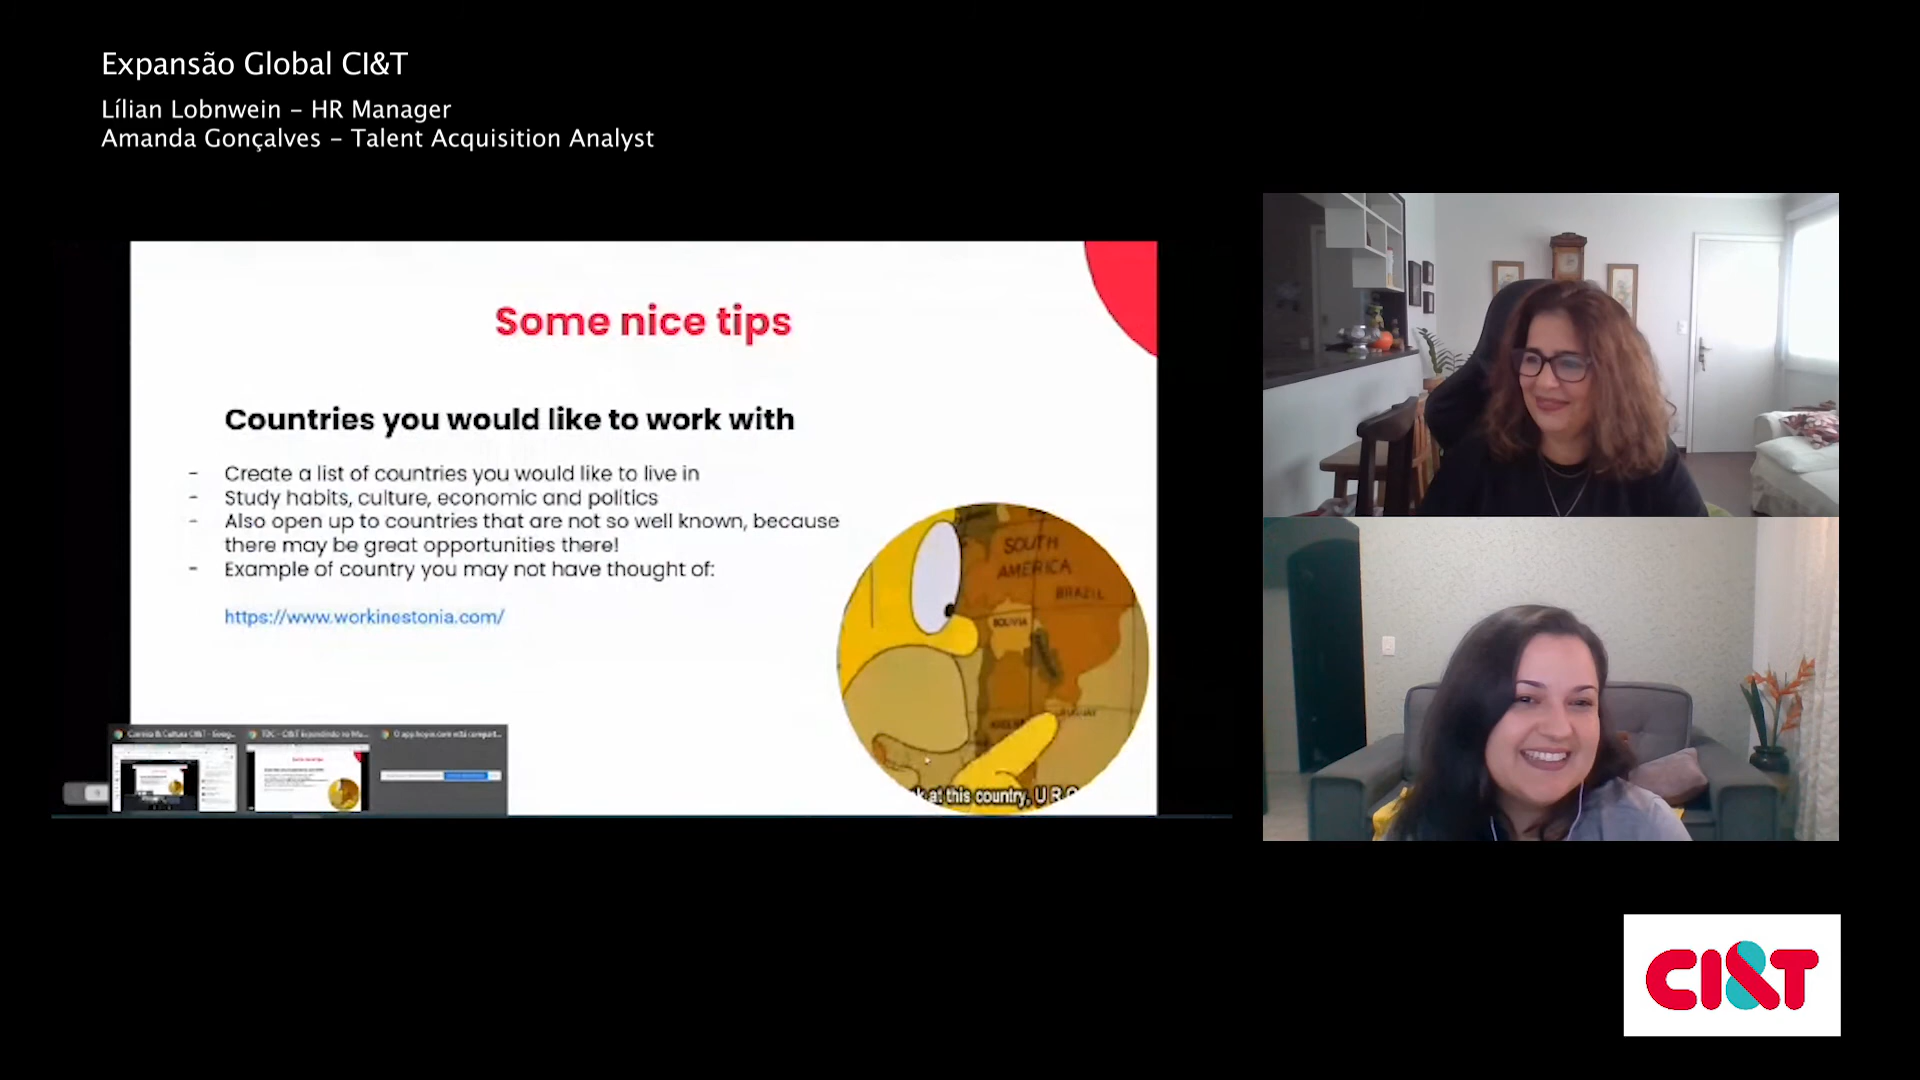 Expansão Global CI&T
Lílian Lobnwein – HR Manager
Amanda Gonçalves – Talent Acquisition Analyst
Some nice tips
Countries you would like to work with
- Create a list of countries you would like to live in
- Study habits, culture, economic and politics
- Also open up to countries that are not so well known, because
there may be great opportunities there!
- Example of country you may not have thought of:
https://www.workinestonia.com/
SOUTH
AMERICA
BRAZIL
BOLIVIA
at this country, U R
CI&T